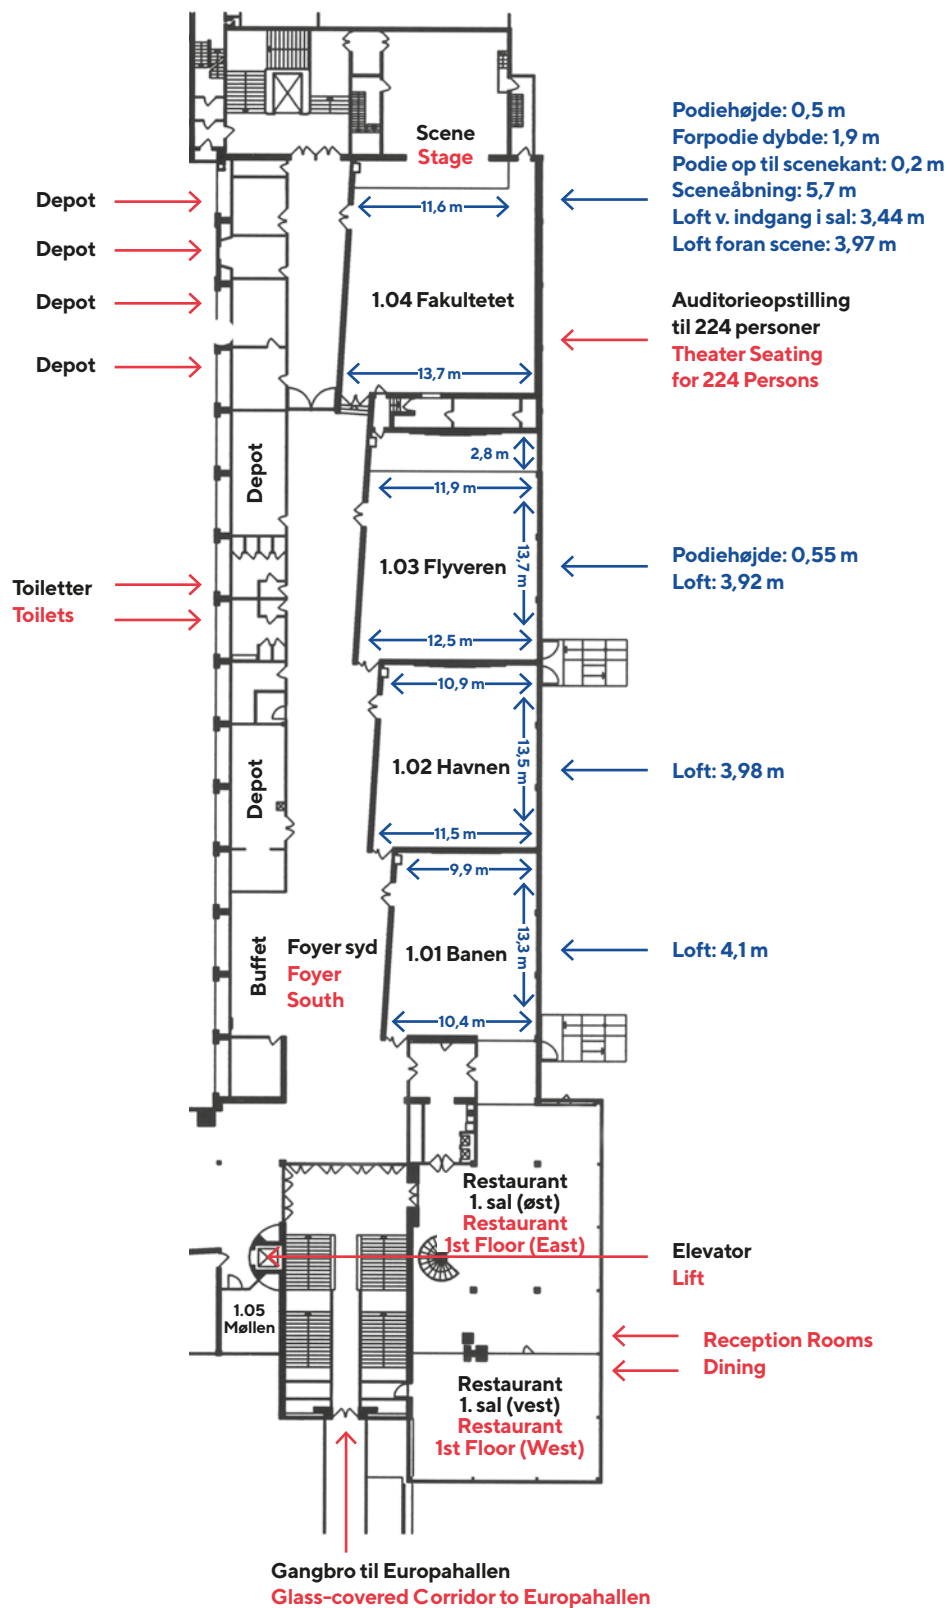 Scene
Stage
Podiehøjde: 0,5 m
Forpodie dybde: 1,9 m
Podie op til scenekant: 0,2 m
Sceneåbning: 5,7 m
Loft v. indgang i sal: 3,44 m
Loft foran scene: 3,97 m
Depot
Depot
Depot
Depot
11,6 m
1.04 Fakultetet
13,7 m
Auditorieopstilling
til 224 personer
Theater Seating
for 224 Persons
Depot
2,8 m
11,9 m
1.03 Flyveren
13,7 m
12,5 m
Podiehøjde: 0,55 m
Loft: 3,92 m
Toiletter
Toilets
10,9 m
1.02 Havnen
13,5 m
11,5 m
Loft: 3,98 m
Depot
9,9 m
1.01 Banen
13,3 m
10,4 m
Loft: 4,1 m
Buffet
Foyer syd
Foyer
South
Restaurant
1. sal (øst)
Restaurant
1st Floor (East)
Elevator
Lift
1.05
Møllen
Reception Rooms
Dining
Restaurant
1. sal (vest)
Restaurant
1st Floor (West)
Gangbro til Europahallen
Glass-covered Corridor to Europahallen